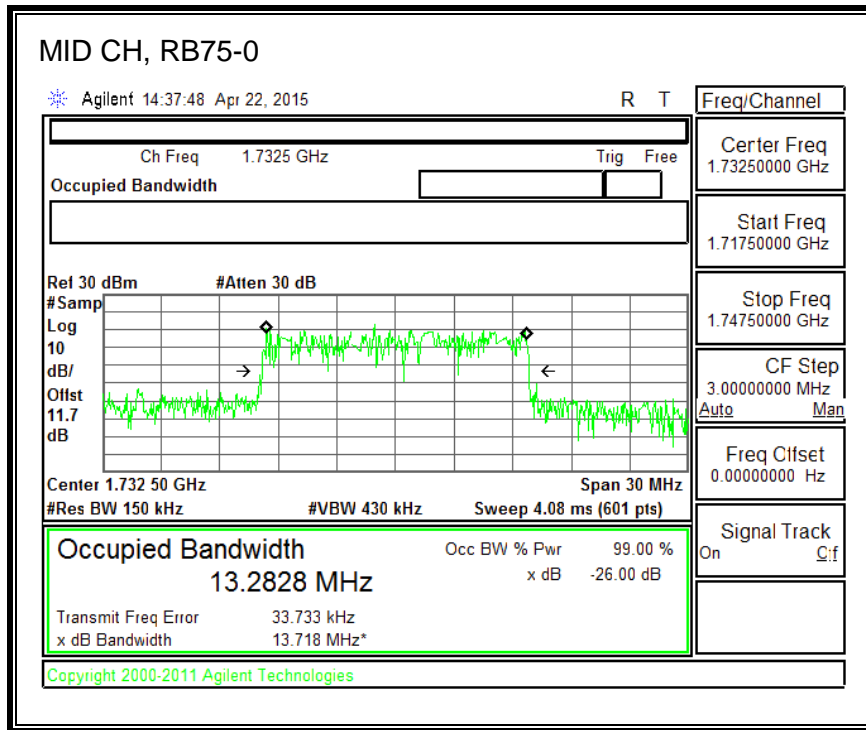 MID CH, RB75-0
Agilent 14:37:48 Apr 22, 2015 R T
Freq/Channel
Ch Freq 1.7325 GHz Trig Free
Occupied Bandwidth
Center Freq
1.73250000 GHz
Start Freq
1.71750000 GHz
Stop Freq
1.74750000 GHz
CF Step
3.00000000 MHz
Auto Man
Freq Offset
0.00000000 Hz
Signal Track
On Off
Ref 30 dBm #Atten 30 dB
#Samp
Log
10
dB/
Offst
11.7
dB
Center 1.732 50 GHz Span 30 MHz
#Res BW 150 kHz #VBW 430 kHz Sweep 4.08 ms (601 pts)
Occupied Bandwidth
13.2828 MHz
Occ BW % Pwr 99.00 %
x dB -26.00 dB
Transmit Freq Error 33.733 kHz
x dB Bandwidth 13.718 MHz*
Copyright 2000-2011 Agilent Technologies